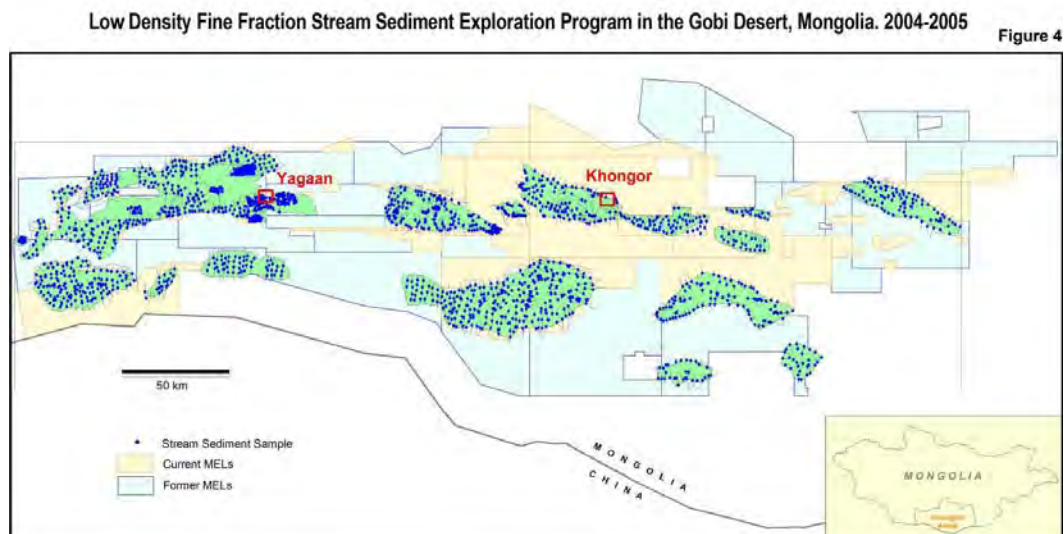 Low Density Fine Fraction Stream Sediment Exploration Program in the Gobi Desert, Mongolia. 2004-2005
Figure 4
Yagaan
Khongor
50 km
Stream Sediment Sample
Current MELs
Former MELs
MONGOLIA
CHINA
MONGOLIA
Area